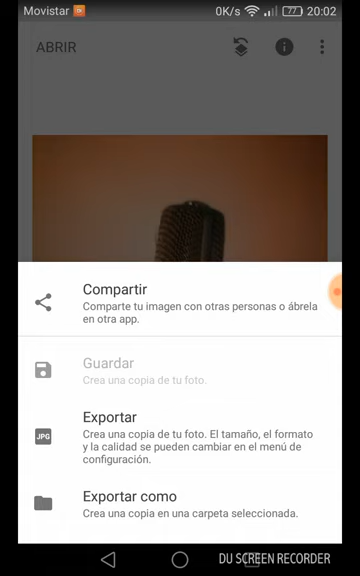 Movistar 0K/s 77 20:02
ABRIR
Compartir
Comparte tu imagen con otras personas o ábrela
en otra app.
Guardar
Crea una copia de tu foto.
Exportar
JPG
Crea una copia de tu foto. El tamaño, el formato
y la calidad se pueden cambiar en el menú de
configuración.
Exportar como
Crea una copia en una carpeta seleccionada.
DU SCREEN RECORDER